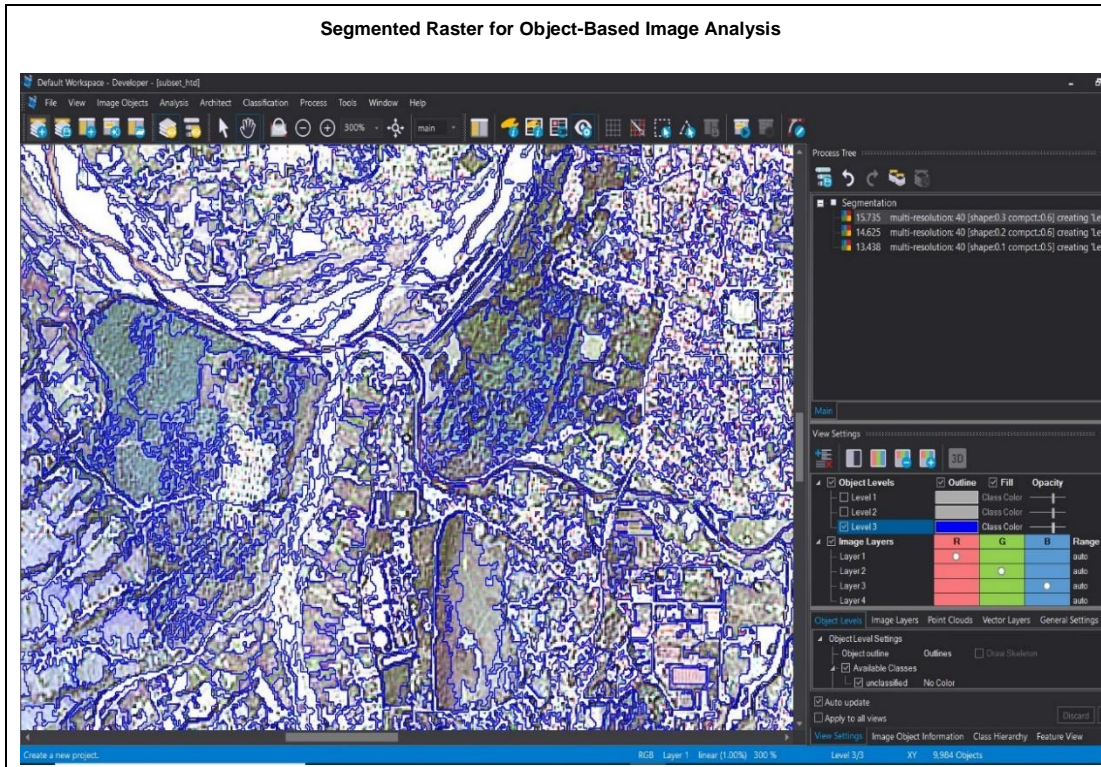 Segmented Raster for Object-Based Image Analysis
Default Workspace - Developer - [subset_htd]
File View Image Objects Analysis Architect Classification Process Tools Window Help
300% main
Process Tree
Segmentation
15.735 multi-resolution: 40 [shape:0.3 compct.:0.6] creating 'Le
14.625 multi-resolution: 40 [shape:0.2 compct.:0.6] creating 'Le
13.438 multi-resolution: 40 [shape:0.1 compct.:0.5] creating 'Le
Main
View Settings
3D
Object Levels Outline Fill Opacity
Level 1 Class Color
Level 2 Class Color
Level 3 Class Color
Image Layers R G B Range
Layer 1 auto
Layer 2 auto
Layer 3 auto
Layer 4 auto
Object Levels Image Layers Point Clouds Vector Layers General Settings
Object Level Settings
Object outline Outlines Draw Skeleton
Available Classes
unclassified No Color
Auto update
Apply to all views Discard
View Settings Image Object Information Class Hierarchy Feature View
Create a new project. RGB Layer 1 linear (1.00%) 300 % Level 3/3 XY 9.984 Objects